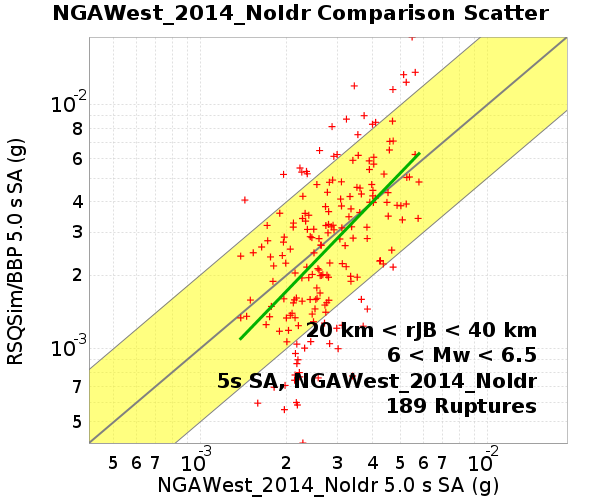 NGAWest_2014_NoIdr Comparison Scatter
RSQSim/BBP 5.0 s SA (g)
10-2
8
6
4
3
2
10-3
7
5
20 km < rJB < 40 km
6 < Mw < 6.5
5s SA, NGAWest_2014_NoIdr
189 Ruptures
5 6 7 10-3 2 3 4 5 6 7 8 10-2
NGAWest_2014_NoIdr 5.0 s SA (g)